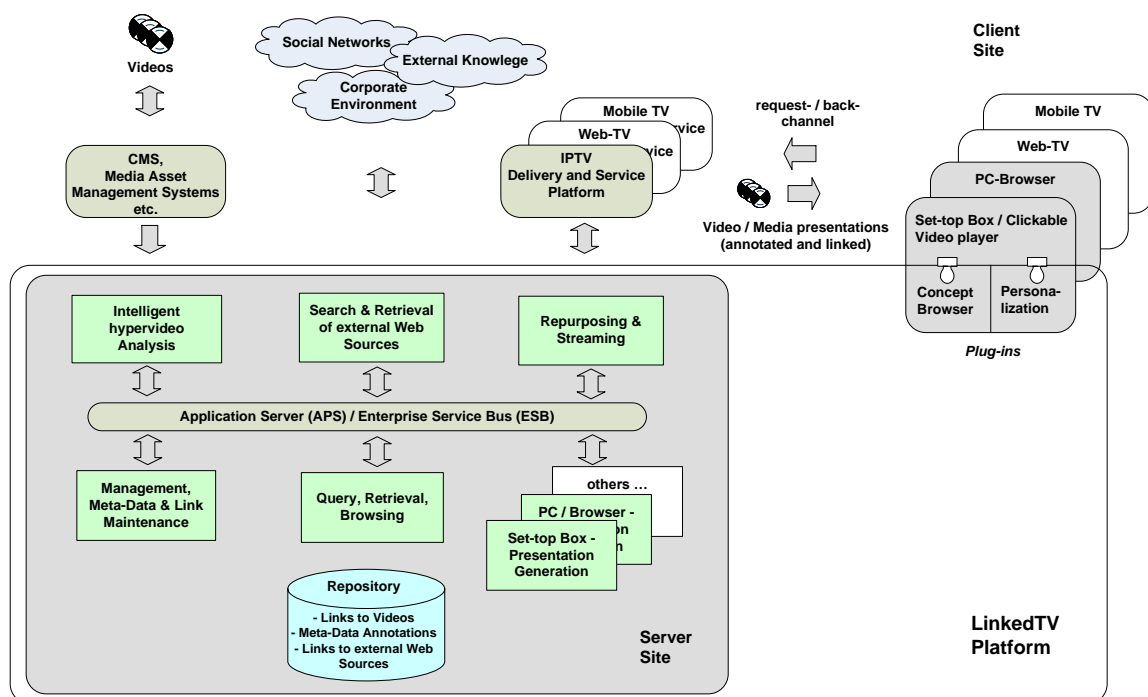 Videos
Social Networks
External Knowlege
Corporate
Environment
Client
Site
CMS,
Media Asset
Management Systems
etc.
Mobile TV
Web-TV
IPTV
Delivery and Service
Platform
request- / back-
channel
Video / Media presentations
(annotated and linked)
Mobile TV
Web-TV
PC-Browser
Set-top Box / Clickable
Video player
Concept
Browser
Persona-
lization
Plug-ins
Intelligent
hypervideo
Analysis
Search & Retrieval
of external Web
Sources
Repurposing &
Streaming
Application Server (APS) / Enterprise Service Bus (ESB)
Management,
Meta-Data & Link
Maintenance
Query, Retrieval,
Browsing
others …
PC / Browser -
Set-top Box -
Presentation
Generation
Repository
- Links to Videos
- Meta-Data Annotations
- Links to external Web
Sources
Server
Site
LinkedTV
Platform